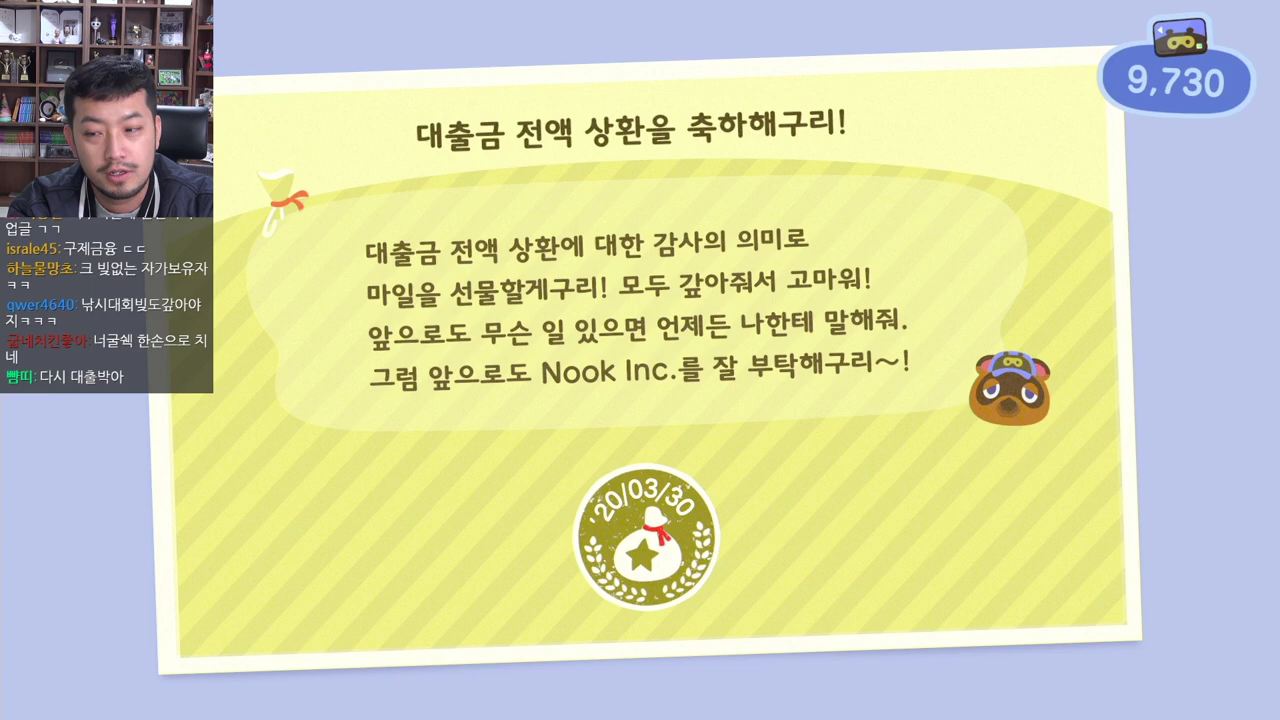 9,730
대출금 전액 상환을 축하해구리!
대출금 전액 상환에 대한 감사의 의미로
마일을 선물할게구리! 모두 갚아줘서 고마워!
앞으로도 무슨 일 있으면 언제든 나한테 말해줘.
그럼 앞으로도 Nook Inc.를 잘 부탁해구리~!
'20/03/30
업글 ㄱㄱ
israle45: 구제금융 ㄷㄷ
하늘물망초: 크 빚없는 자가보유자
ㅋㅋ
qwer4640: 낚시대회빚도갚아야
지ㅋㅋㅋ
굽네치킨좋아: 너굴쉑 한손으로 치
네
뺨띠: 다시 대출박아